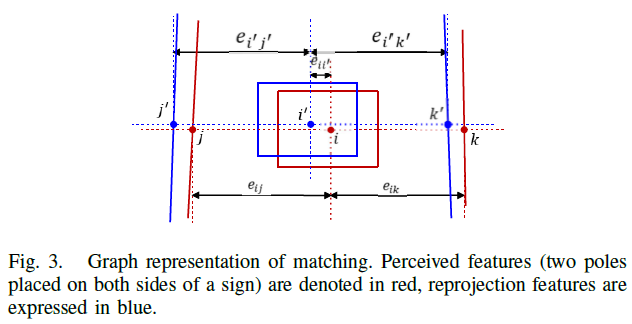 e_{i'j'} e_{i'k'}
e_{ii'}
j' i' k'
j i k
e_{ij} e_{ik}
Fig. 3. Graph representation of matching. Perceived features (two poles
placed on both sides of a sign) are denoted in red, reprojection features are
expressed in blue.